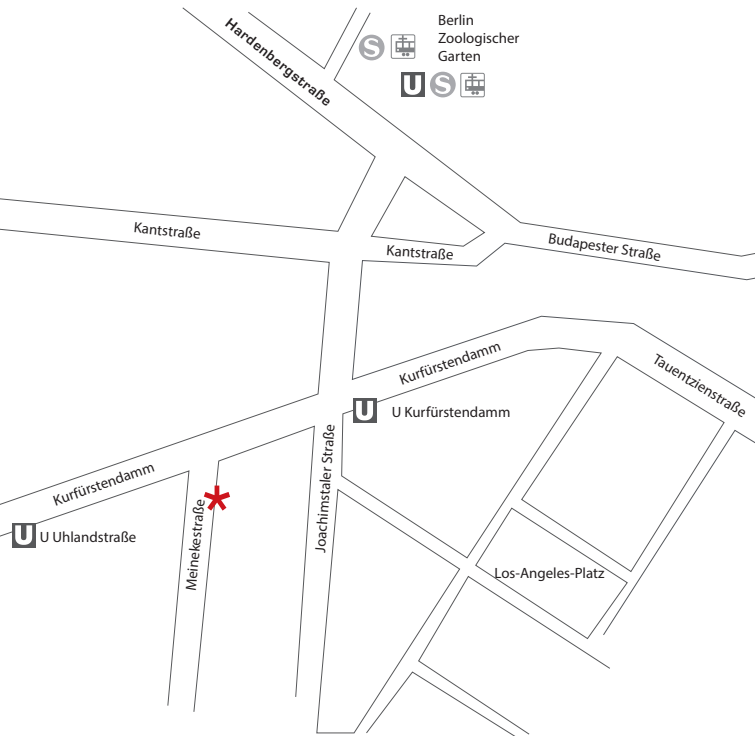 Berlin
Zoologischer
Garten
S
U S
Hardenbergstraße
Kantstraße
Kantstraße
Budapester Straße
Kurfürstendamm
Tauentzienstraße
U U Kurfürstendamm
Joachimstaler Straße
Kurfürstendamm
Meinekestraße
U U Uhlandstraße
Los-Angeles-Platz